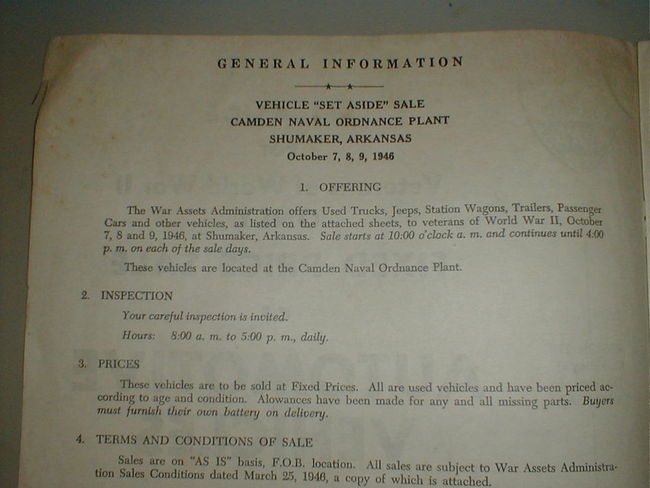 GENERAL INFORMATION
VEHICLE "SET ASIDE" SALE
CAMDEN NAVAL ORDNANCE PLANT
SHUMAKER, ARKANSAS
October 7, 8, 9, 1946
1. OFFERING
The War Assets Administration offers Used Trucks, Jeeps, Station Wagons, Trailers, Passenger
Cars and other vehicles, as listed on the attached sheets, to veterans of World War II, October
7, 8 and 9, 1946, at Shumaker, Arkansas. Sale starts at 10:00 o'clock a. m. and continues until 4:00
p. m. on each of the sale days.
These vehicles are located at the Camden Naval Ordnance Plant.
2. INSPECTION
Your careful inspection is invited.
Hours: 8:00 a. m. to 5:00 p. m., daily.
3. PRICES
These vehicles are to be sold at Fixed Prices. All are used vehicles and have been priced ac-
cording to age and condition. Alowances have been made for any and all missing parts. Buyers
must furnish their own battery on delivery.
4. TERMS AND CONDITIONS OF SALE
Sales are on "AS IS" basis, F.O.B. location. All sales are subject to War Assets Administra-
tion Sales Conditions dated March 25, 1946, a copy of which is attached.